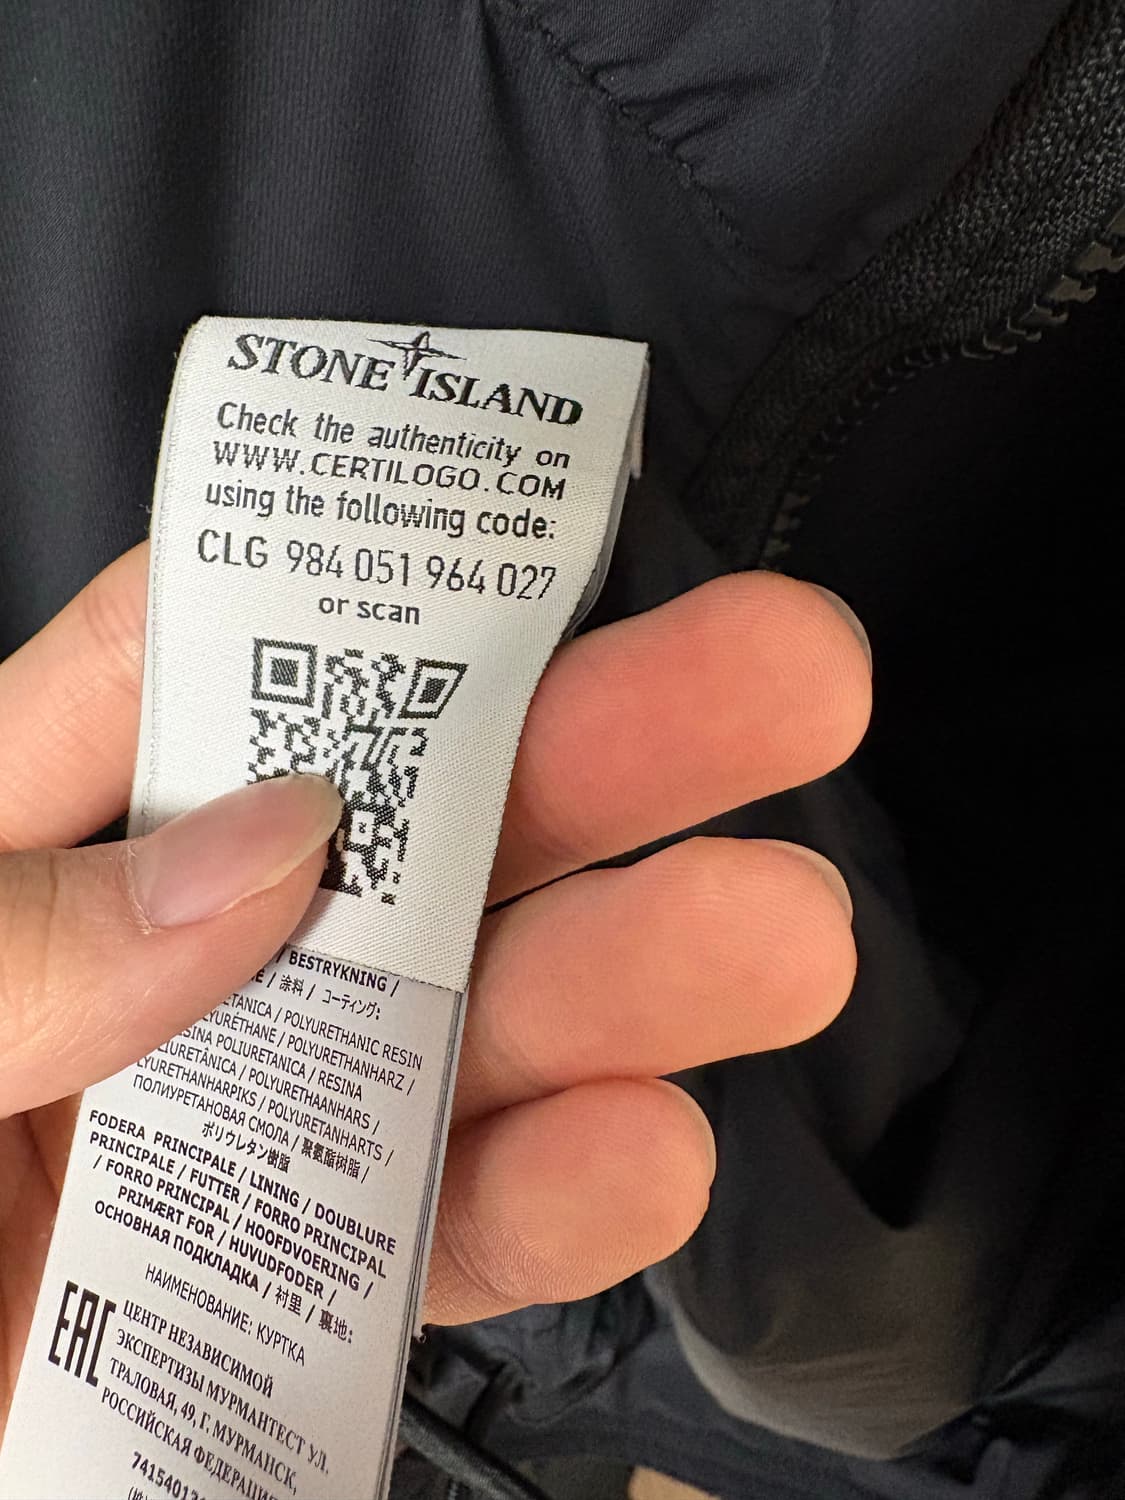 STONE ISLAND
Check the authenticity on
WWW.CERTILOGO.COM
using the following code:
CLG 984 051 964 027
or scan
/ BESTRYKNING /
/ 涂料 / コーティング:
/ POLYURETHANIC RESIN
/ POLYURETHANHARZ /
POLIURETANICA / RESINA
/ POLYURETHAANHARS /
/ POLYURETANHARTS /
ПОЛИУРЕТАНОВАЯ СМОЛА / 聚氨酯树脂 /
ポリウレタン樹脂
FODERA PRINCIPALE / LINING / DOUBLURE
PRINCIPALE / FUTTER / FORRO PRINCIPAL
/ FORRO PRINCIPAL / HOOFDVOERING /
PRIMÆRT FOR / HUVUDFODER /
ОСНОВНАЯ ПОДКЛАДКА / 衬里 / 裏地:
НАИМЕНОВАНИЕ: КУРТКА
EAC
ЦЕНТР НЕЗАВИСИМОЙ
ЭКСПЕРТИЗЫ МУРМАНТЕСТ УЛ.
ТРАЛОВАЯ, 49, Г. МУРМАНСК,
РОССИЙСКАЯ